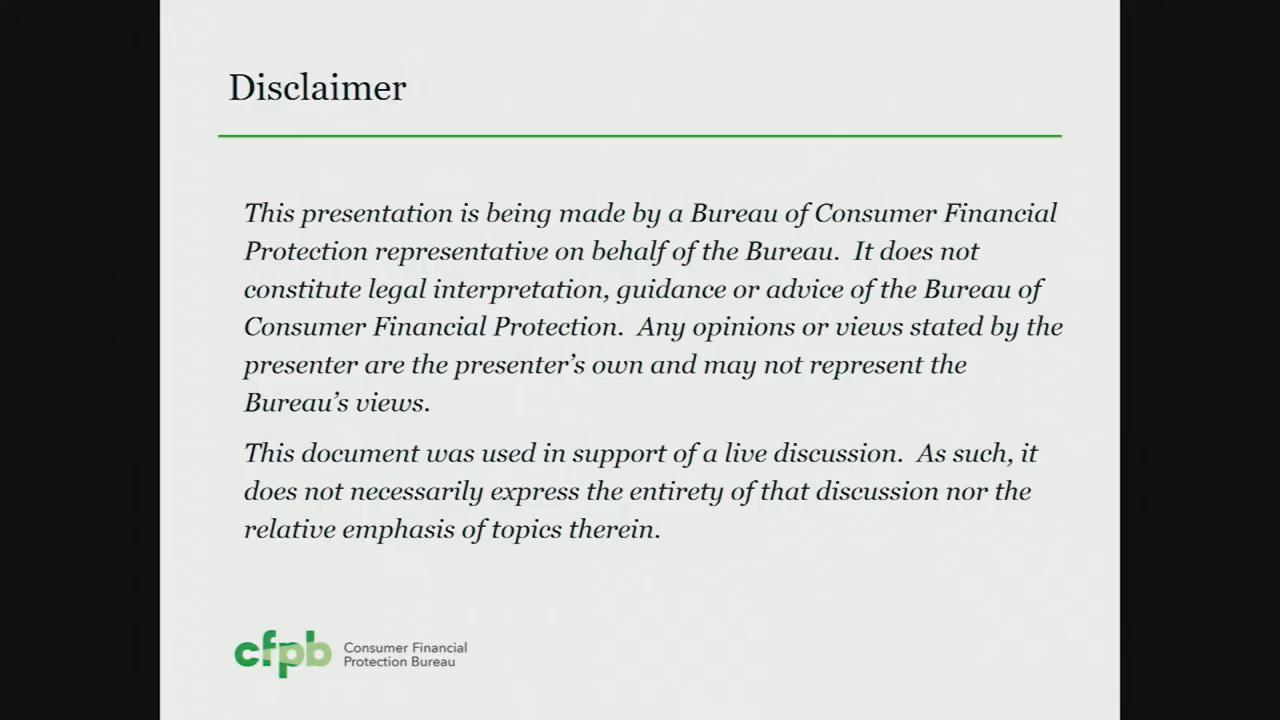 Disclaimer
This presentation is being made by a Bureau of Consumer Financial
Protection representative on behalf of the Bureau.  It does not
constitute legal interpretation, guidance or advice of the Bureau of
Consumer Financial Protection.  Any opinions or views stated by the
presenter are the presenter’s own and may not represent the
Bureau’s views.
This document was used in support of a live discussion.  As such, it
does not necessarily express the entirety of that discussion nor the
relative emphasis of topics therein.
cfpb
Consumer Financial
Protection Bureau